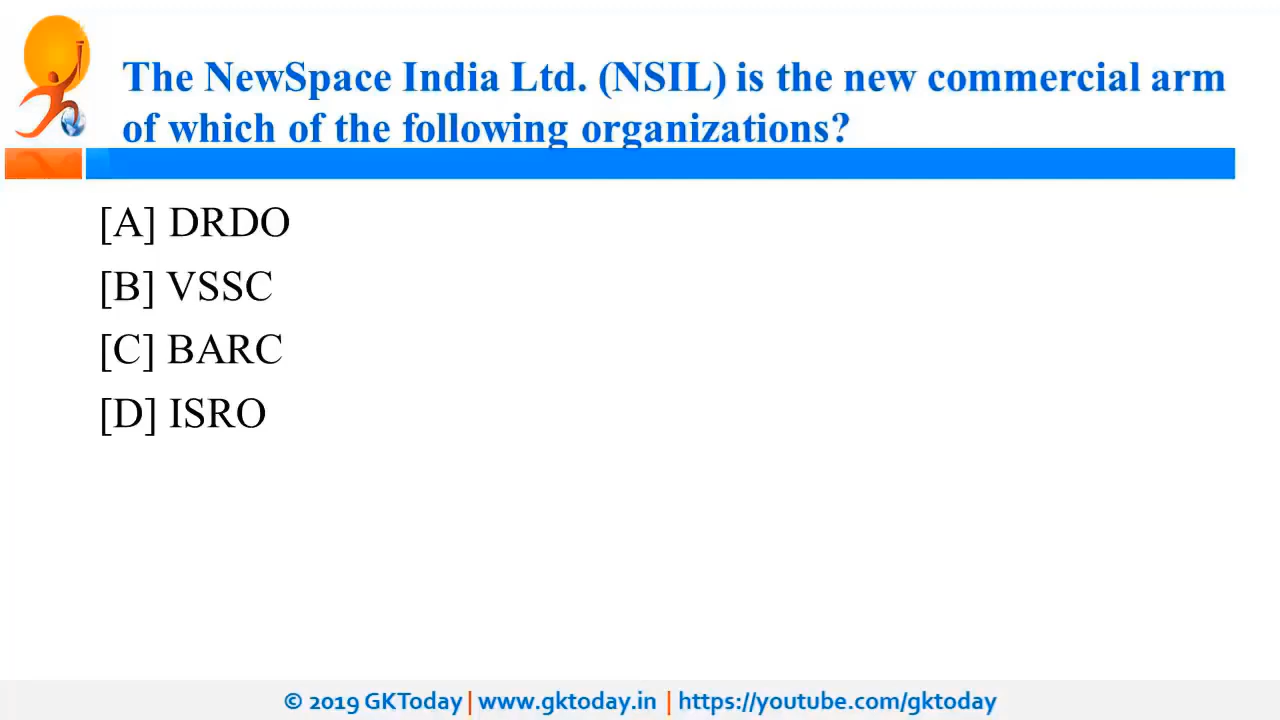 The NewSpace India Ltd. (NSIL) is the new commercial arm
of which of the following organizations?
[A] DRDO
[B] VSSC
[C] BARC
[D] ISRO
© 2019 GKToday | www.gktoday.in | https://youtube.com/gktoday